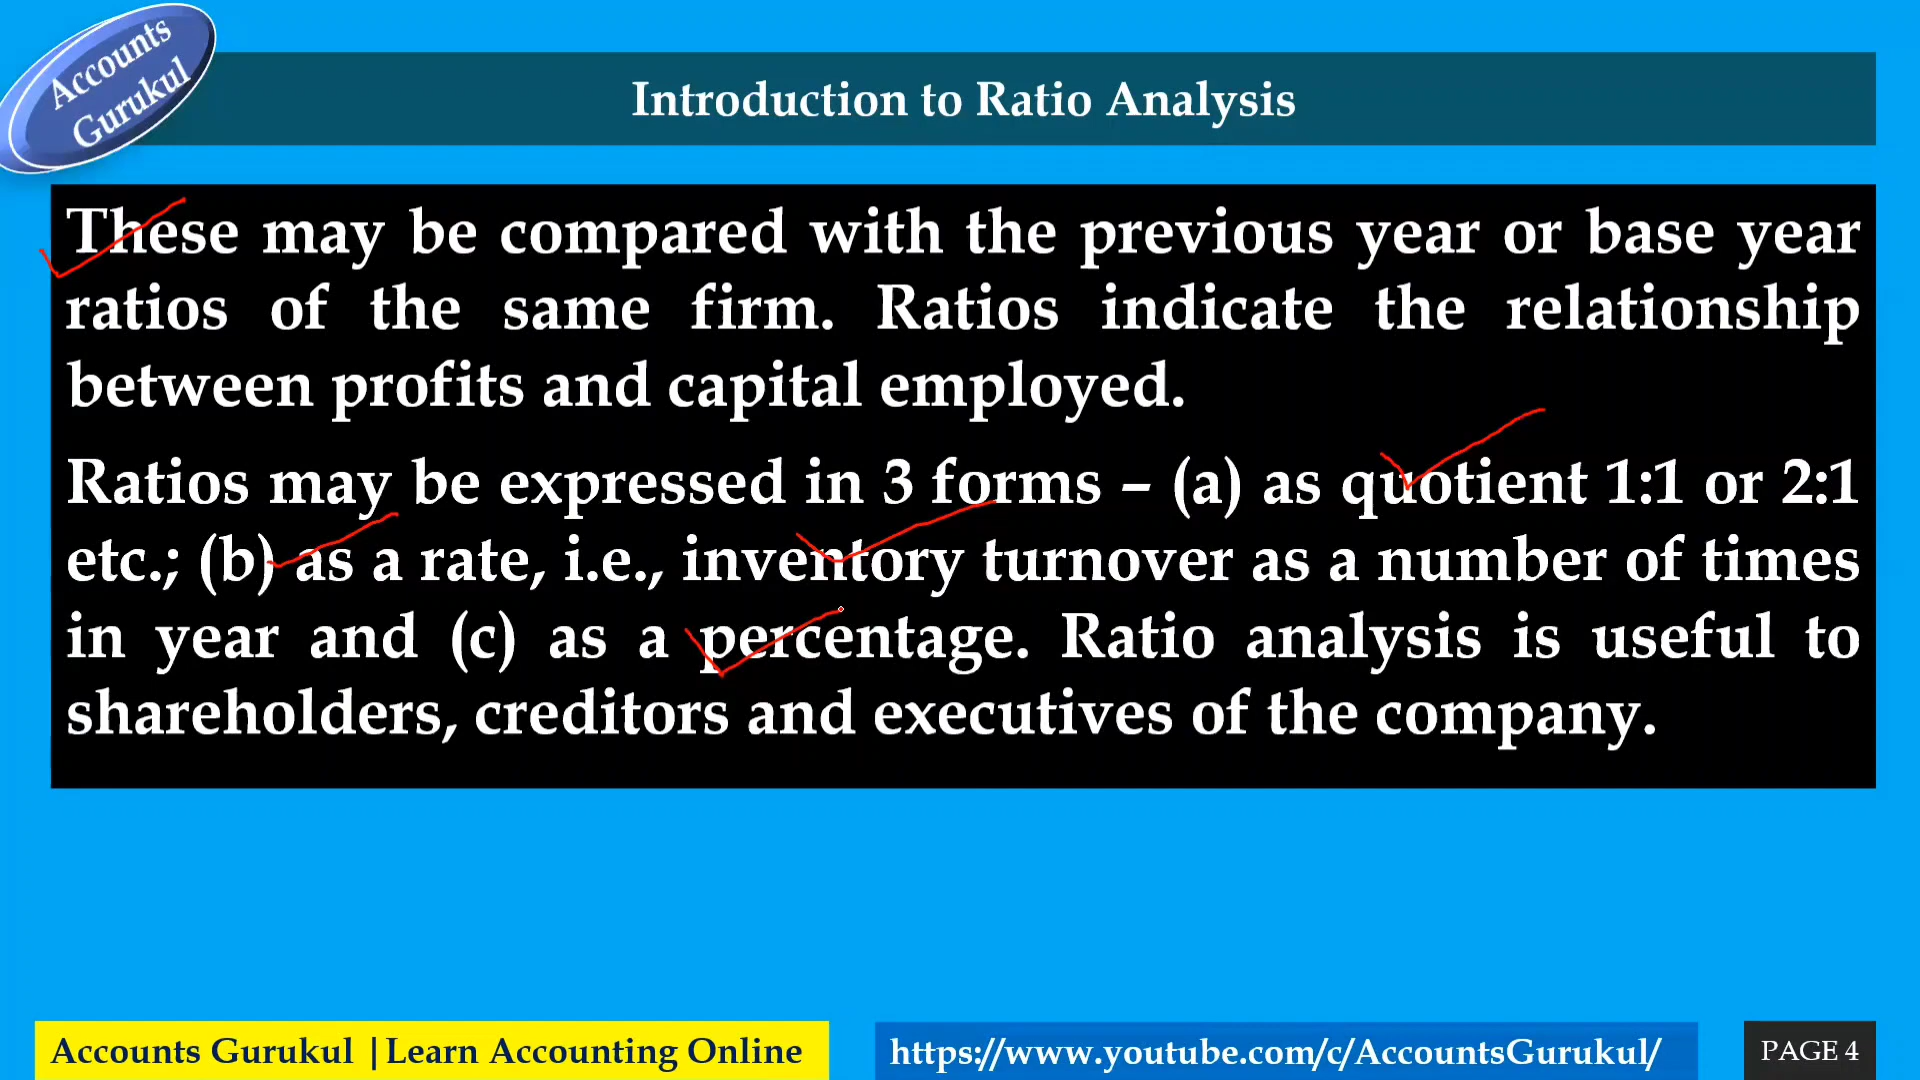 Accounts
Gurukul
Introduction to Ratio Analysis
These may be compared with the previous year or base year
ratios of the same firm. Ratios indicate the relationship
between profits and capital employed.
Ratios may be expressed in 3 forms – (a) as quotient 1:1 or 2:1
etc.; (b) as a rate, i.e., inventory turnover as a number of times
in year and (c) as a percentage. Ratio analysis is useful to
shareholders, creditors and executives of the company.
Accounts Gurukul | Learn Accounting Online
https://www.youtube.com/c/AccountsGurukul/
PAGE 4